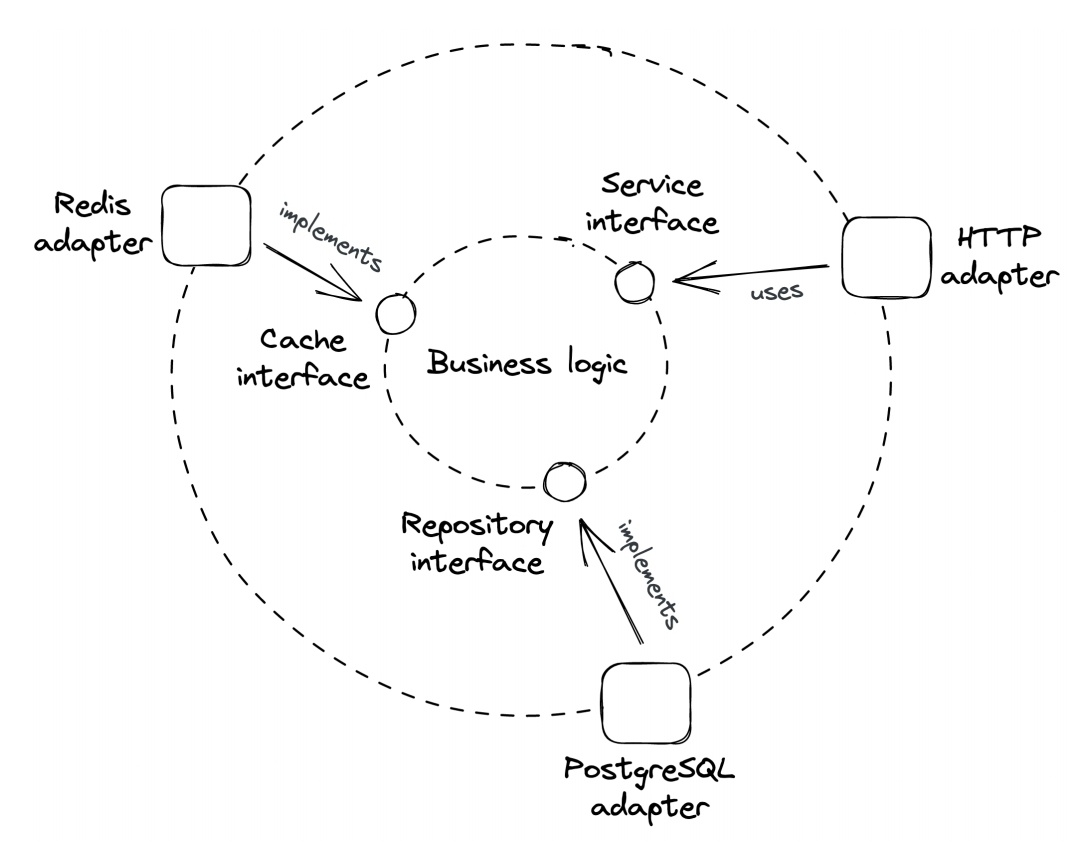 Redis
adapter
implements
Cache
interface
Service
interface
uses
HTTP
adapter
Business logic
Repository
interface
implements
PostgreSQL
adapter